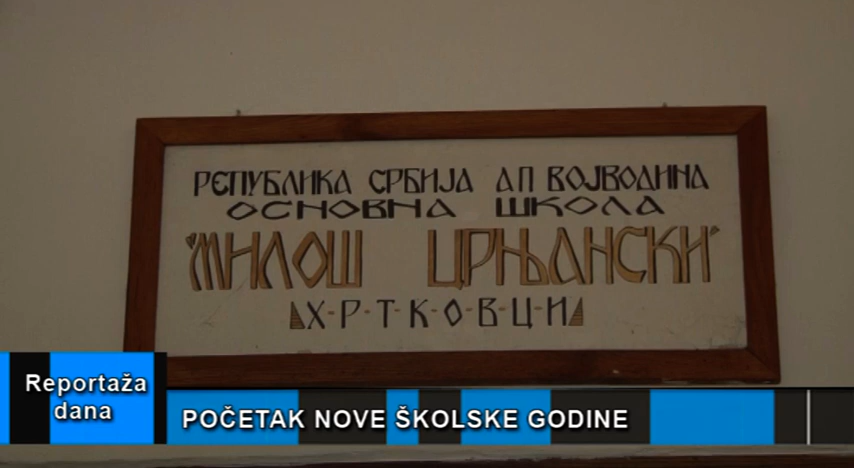 РЕПУБЛИКА СРБИЈА АП ВОЈВОДИНА
ОСНОВНА ШКОЛА
"МИЛОШ ЦРЊАНСКИ"
Х-Р-Т-К-О-В-Ц-И
Reportaža
dana
POČETAK NOVE ŠKOLSKE GODINE